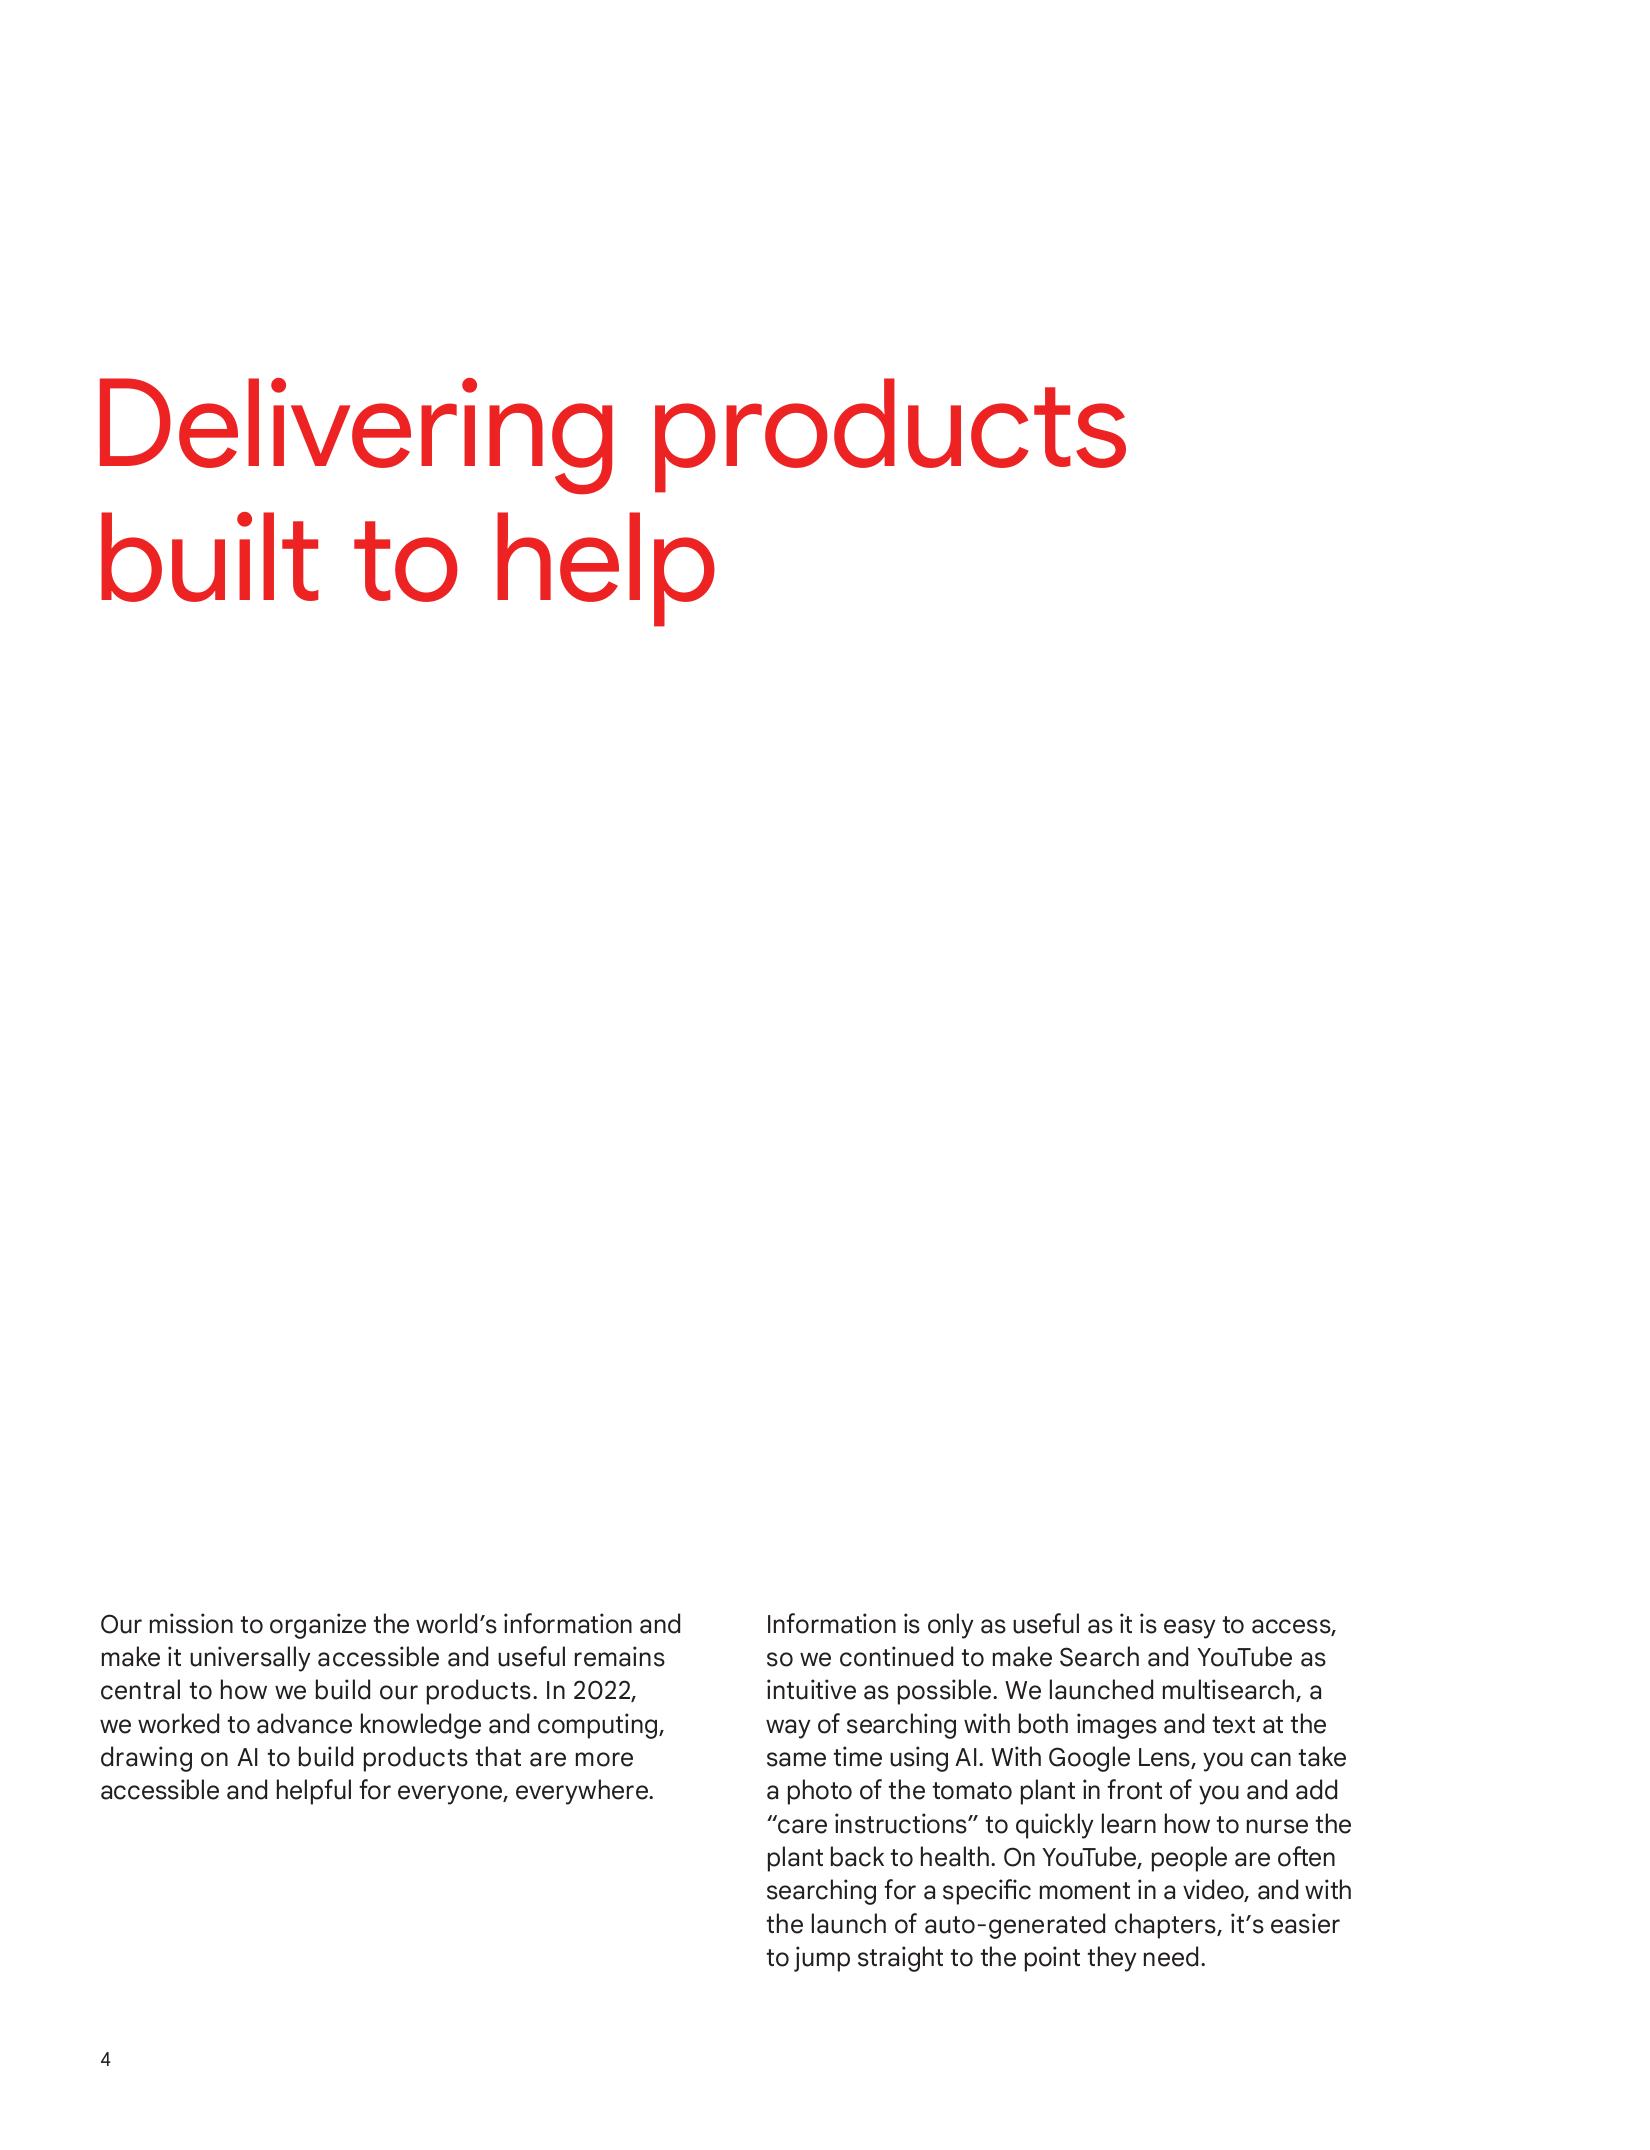 Delivering products
built to help
Our mission to organize the world’s information and
make it universally accessible and useful remains
central to how we build our products. In 2022,
we worked to advance knowledge and computing,
drawing on AI to build products that are more
accessible and helpful for everyone, everywhere.
Information is only as useful as it is easy to access,
so we continued to make Search and YouTube as
intuitive as possible. We launched multisearch, a
way of searching with both images and text at the
same time using AI. With Google Lens, you can take
a photo of the tomato plant in front of you and add
“care instructions” to quickly learn how to nurse the
plant back to health. On YouTube, people are often
searching for a specific moment in a video, and with
the launch of auto-generated chapters, it’s easier
to jump straight to the point they need.
4